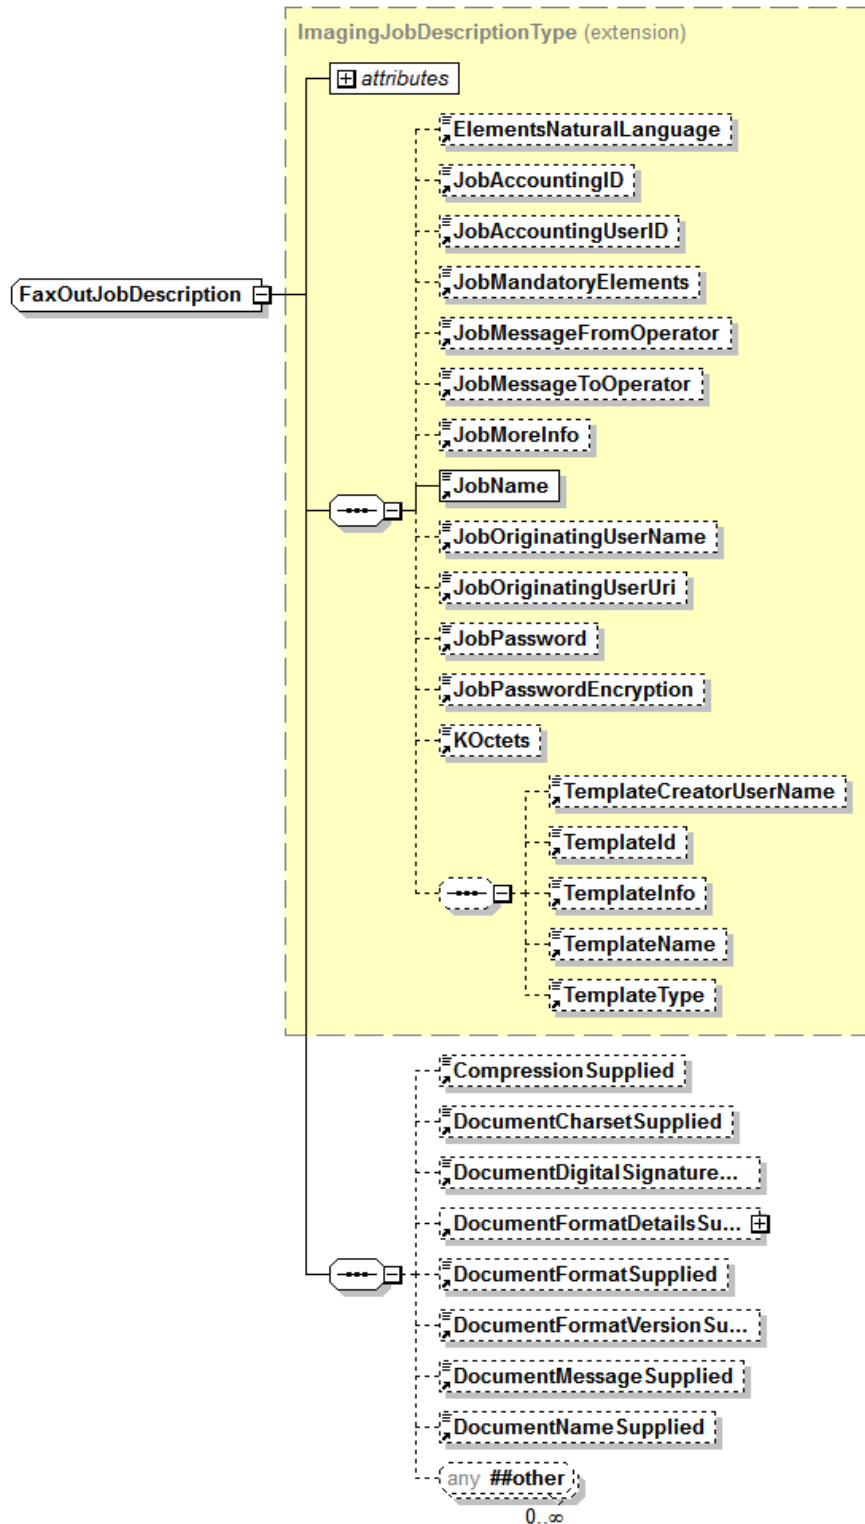 ImagingJobDescriptionType (extension)
attributes
ElementsNaturalLanguage
JobAccountingID
JobAccountingUserID
JobMandatoryElements
FaxOutJobDescription
JobMessageFromOperator
JobMessageToOperator
JobMoreInfo
JobName
JobOriginatingUserName
JobOriginatingUserUri
JobPassword
JobPasswordEncryption
KOctets
TemplateCreatorUserName
TemplateId
TemplateInfo
TemplateName
TemplateType
CompressionSupplied
DocumentCharsetSupplied
DocumentDigitalSignature...
DocumentFormatDetailsSu...
DocumentFormatSupplied
DocumentFormatVersionSu...
DocumentMessageSupplied
DocumentNameSupplied
any ##other
0..∞